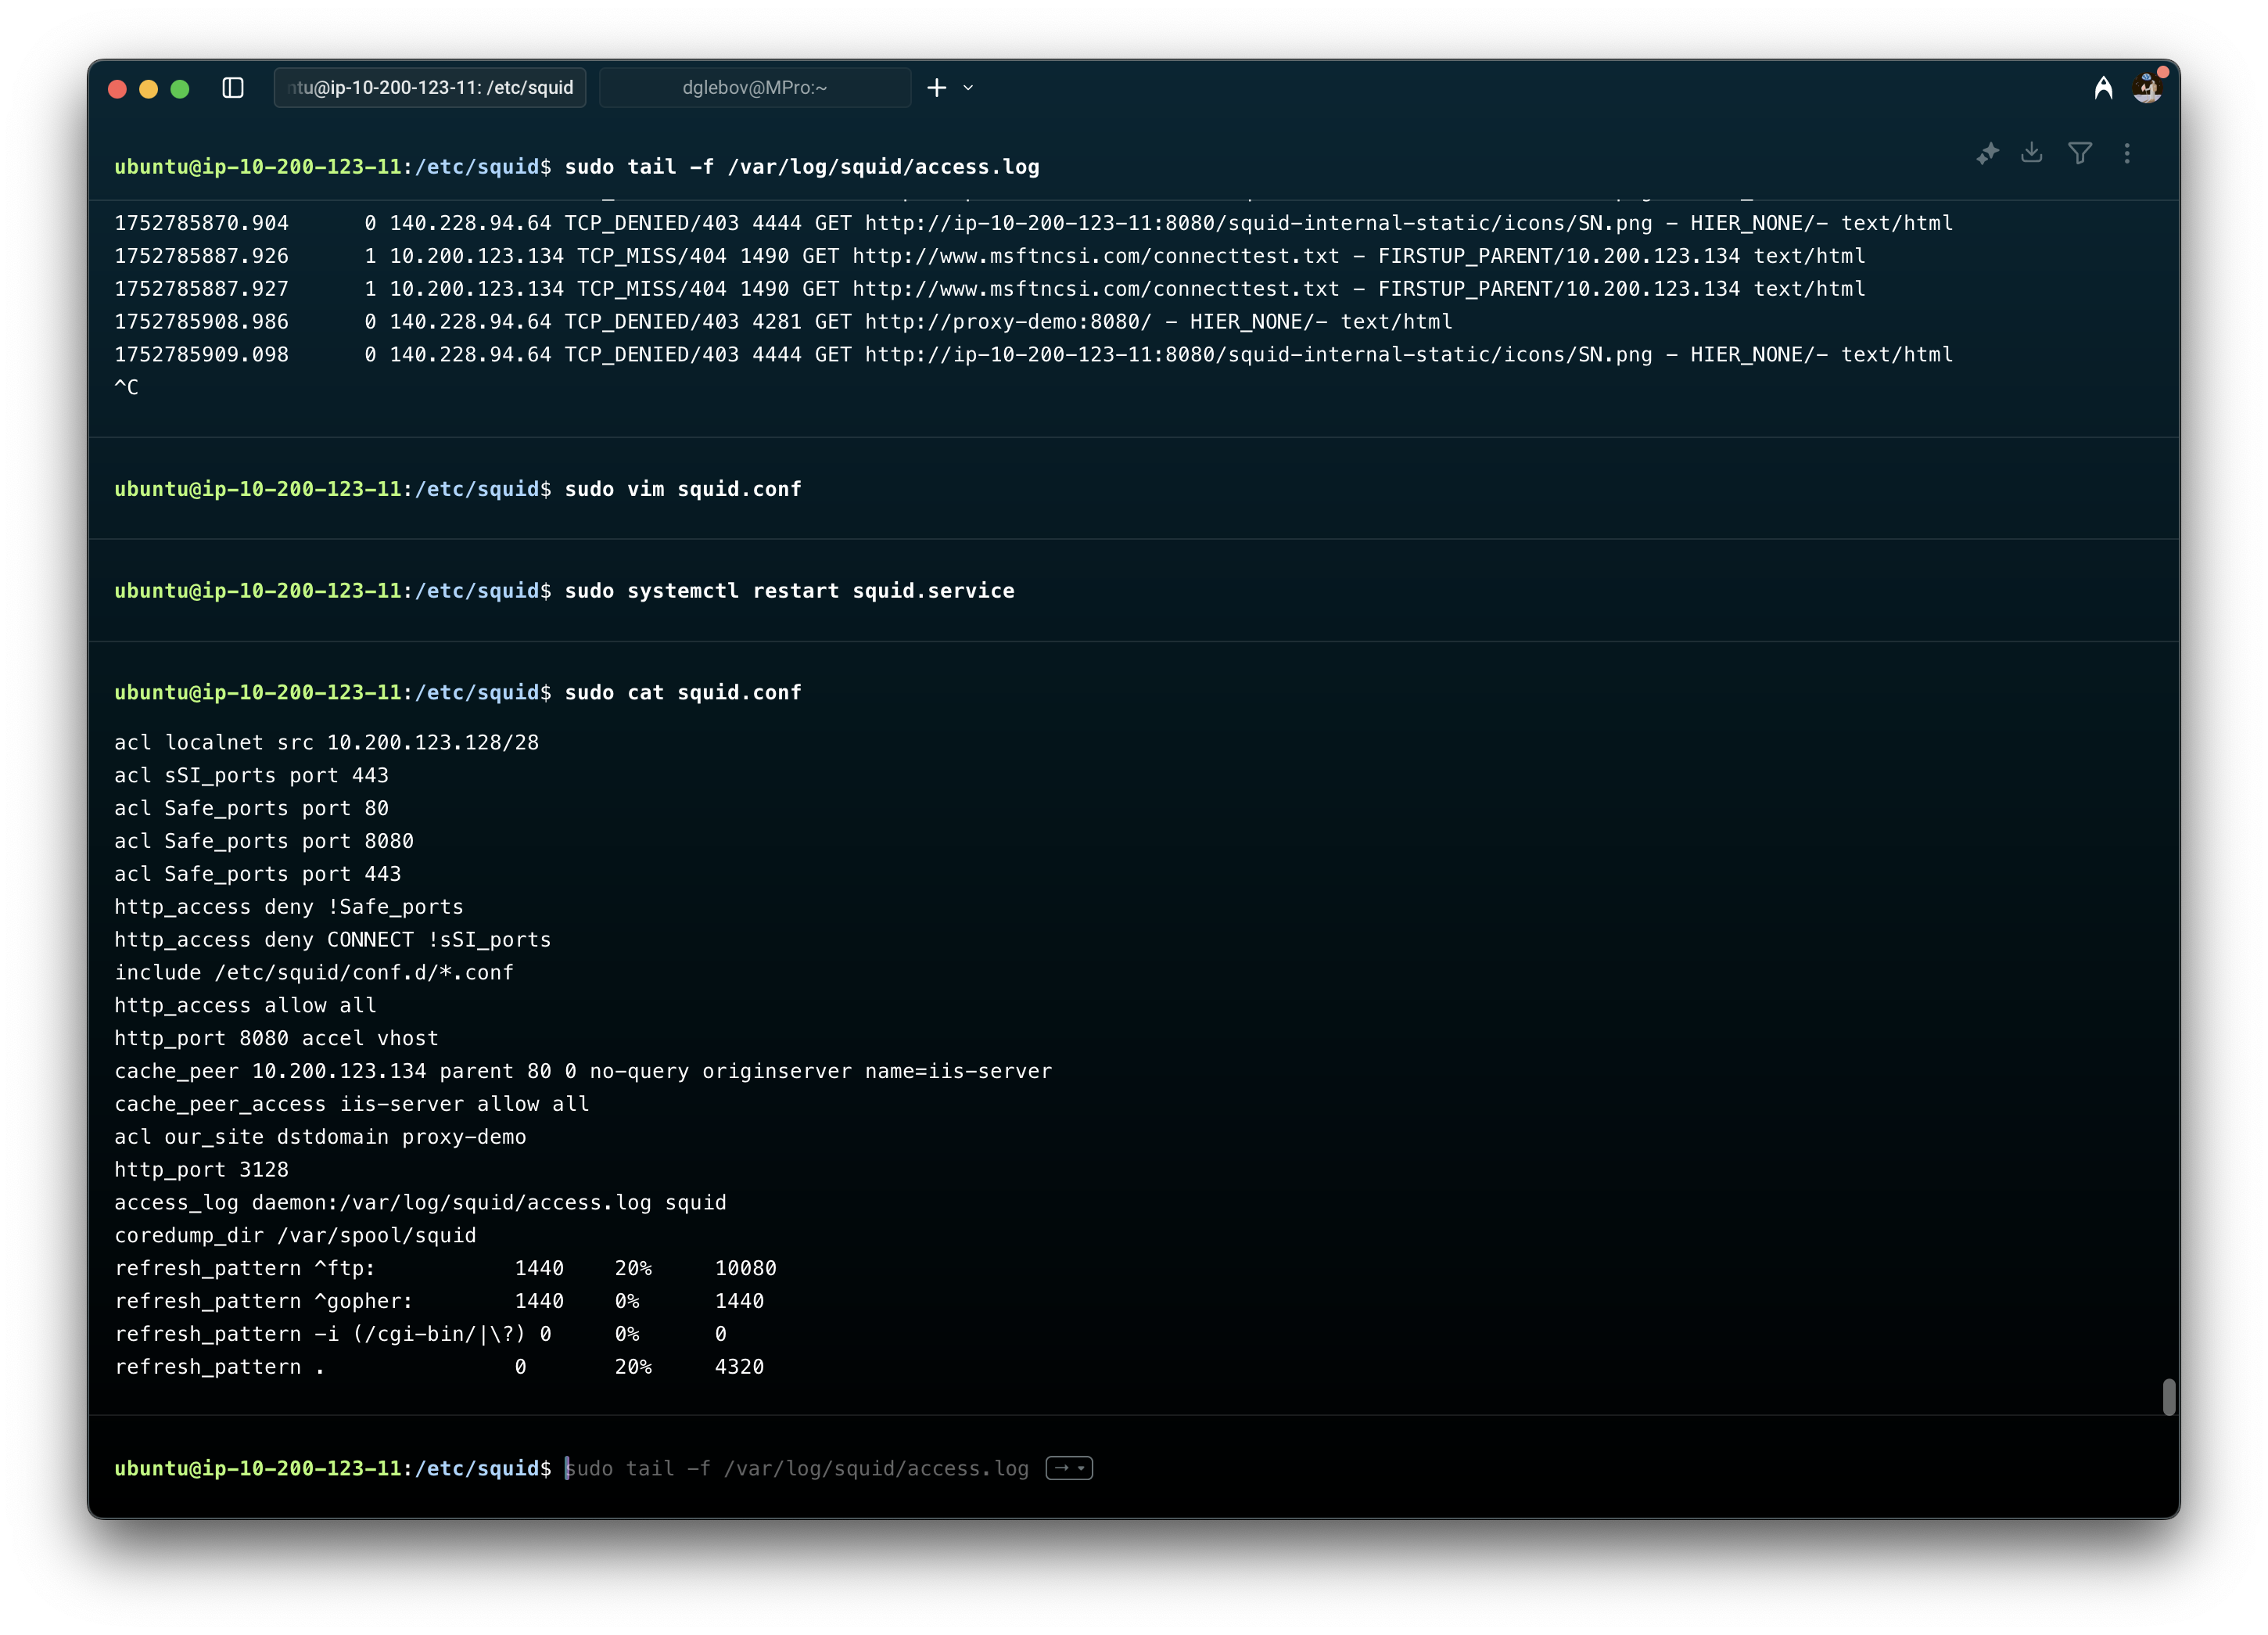 ntu@ip-10-200-123-11: /etc/squid dglebov@MPro:~
ubuntu@ip-10-200-123-11:/etc/squid$ sudo tail -f /var/log/squid/access.log
1752785870.904      0 140.228.94.64 TCP_DENIED/403 4444 GET http://ip-10-200-123-11:8080/squid-internal-static/icons/SN.png - HIER_NONE/- text/html
1752785887.926      1 10.200.123.134 TCP_MISS/404 1490 GET http://www.msftncsi.com/connecttest.txt - FIRSTUP_PARENT/10.200.123.134 text/html
1752785887.927      1 10.200.123.134 TCP_MISS/404 1490 GET http://www.msftncsi.com/connecttest.txt - FIRSTUP_PARENT/10.200.123.134 text/html
1752785908.986      0 140.228.94.64 TCP_DENIED/403 4281 GET http://proxy-demo:8080/ - HIER_NONE/- text/html
1752785909.098      0 140.228.94.64 TCP_DENIED/403 4444 GET http://ip-10-200-123-11:8080/squid-internal-static/icons/SN.png - HIER_NONE/- text/html
^C
ubuntu@ip-10-200-123-11:/etc/squid$ sudo vim squid.conf
ubuntu@ip-10-200-123-11:/etc/squid$ sudo systemctl restart squid.service
ubuntu@ip-10-200-123-11:/etc/squid$ sudo cat squid.conf
acl localnet src 10.200.123.128/28
acl sSI_ports port 443
acl Safe_ports port 80
acl Safe_ports port 8080
acl Safe_ports port 443
http_access deny !Safe_ports
http_access deny CONNECT !sSI_ports
include /etc/squid/conf.d/*.conf
http_access allow all
http_port 8080 accel vhost
cache_peer 10.200.123.134 parent 80 0 no-query originserver name=iis-server
cache_peer_access iis-server allow all
acl our_site dstdomain proxy-demo
http_port 3128
access_log daemon:/var/log/squid/access.log squid
coredump_dir /var/spool/squid
refresh_pattern ^ftp:           1440    20%     10080
refresh_pattern ^gopher:        1440    0%      1440
refresh_pattern -i (/cgi-bin/|\?) 0     0%      0
refresh_pattern .               0       20%     4320
ubuntu@ip-10-200-123-11:/etc/squid$ sudo tail -f /var/log/squid/access.log